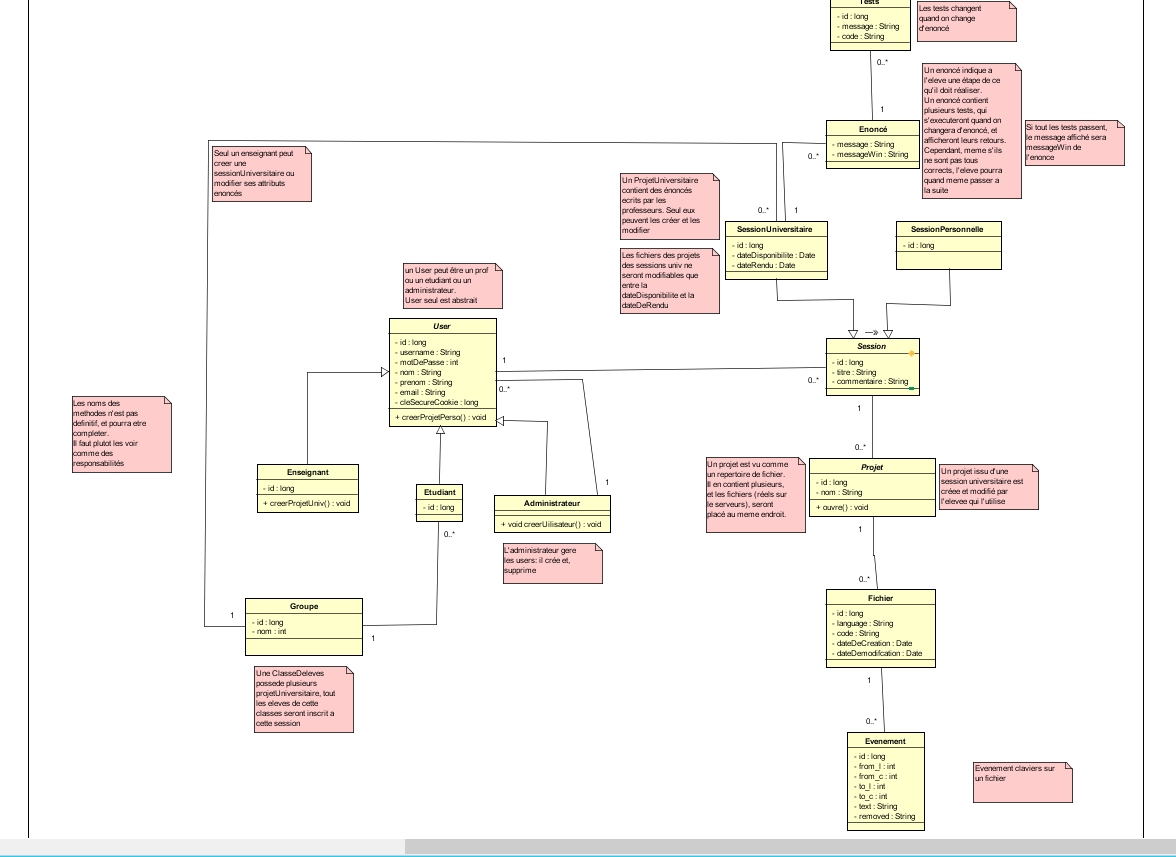 Tests
- id : long
- message : String
- code : String
Les tests changent
quand on change
d'enoncé
0..*
1
Un enoncé indique a
l'eleve une étape de ce
qu'il doit réaliser.
Un enoncé contient
plusieurs tests, qui
s'executeront quand on
changera d'enoncé, et
afficheront leurs retours.
Cependant, meme s'ils
ne sont pas tous
corrects, l'eleve pourra
quand meme passer a
la suite
Enoncé
- message : String
- messageWin : String
Si tout les tests passent,
le message affiché sera
messageWin de
l'enonce
0..*
Seul un enseignant peut
creer une
sessionUniversitaire ou
modifier ses attributs
enoncés
Un ProjetUniversitaire
contient des énoncés
ecrits par les
professeurs. Seul eux
peuvent les créer et les
modifier
0..*
1
SessionUniversitaire
- id : long
- dateDisponibilite : Date
- dateRendu : Date
SessionPersonnelle
- id : long
Les fichiers des projets
des sessions univ ne
seront modifiables que
entre la
dateDisponibilite et la
dateDeRendu
un User peut être un prof
ou un etudiant ou un
administrateur.
User seul est abstrait
User
- id : long
- username : String
- motDePasse : int
- nom : String
- prenom : String
- email : String
- cleSecureCookie : long
+ creerProjetPerso() : void
1
0..*
0..*
Session
- id : long
- titre : String
- commentaire : String
1
0..*
Les noms des
methodes n'est pas
definitif, et pourra etre
completer.
Il faut plutot les voir
comme des
responsabilités
Enseignant
- id : long
+ creerProjetUniv() : void
Etudiant
- id : long
0..*
1
Administrateur
+ void creerUilisateur() : void
L'administrateur gere
les users: il crée et,
supprime
Un projet est vu comme
un repertoire de fichier.
Il en contient plusieurs,
et les fichiers (réels sur
le serveurs), seront
placé au meme endroit.
Projet
- id : long
- nom : String
+ ouvre() : void
Un projet issu d'une
session universitaire est
créee et modifié par
l'elevee qui l'utilise
1
0..*
Fichier
- id : long
- language : String
- code : String
- dateDeCreation : Date
- dateDemodifcation : Date
1
Groupe
- id : long
- nom : int
1
Une ClasseDeleves
possede plusieurs
projetUniversitaire, tout
les eleves de cette
classes seront inscrit a
cette session
1
0..*
Evenement
- id : long
- from_l : int
- from_c : int
- to_l : int
- to_c : int
- text : String
- removed : String
Evenement claviers sur
un fichier